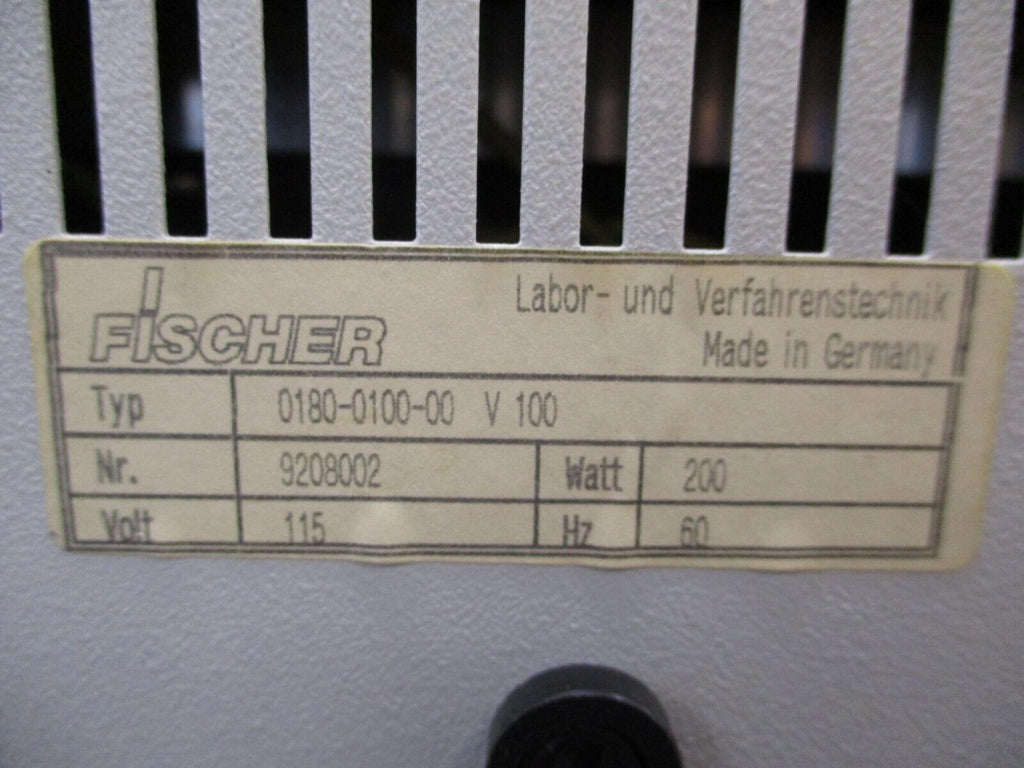 FiSCHER
Labor- und Verfahrenstechnik
Made in Germany
Typ 0180-0100-00 V 100
Nr. 9208002 Watt 200
Volt 115 Hz 60